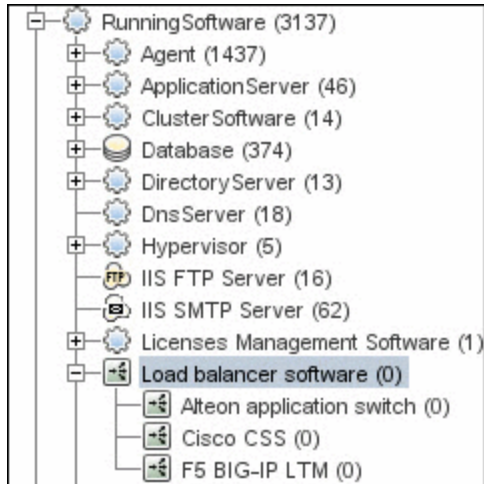 RunningSoftware (3137)
Agent (1437)
ApplicationServer (46)
ClusterSoftware (14)
Database (374)
DirectoryServer (13)
DnsServer (18)
Hypervisor (5)
FTP IIS FTP Server (16)
IIS SMTP Server (62)
Licenses Management Software (1)
Load balancer software (0)
Alteon application switch (0)
Cisco CSS (0)
F5 BIG-IP LTM (0)